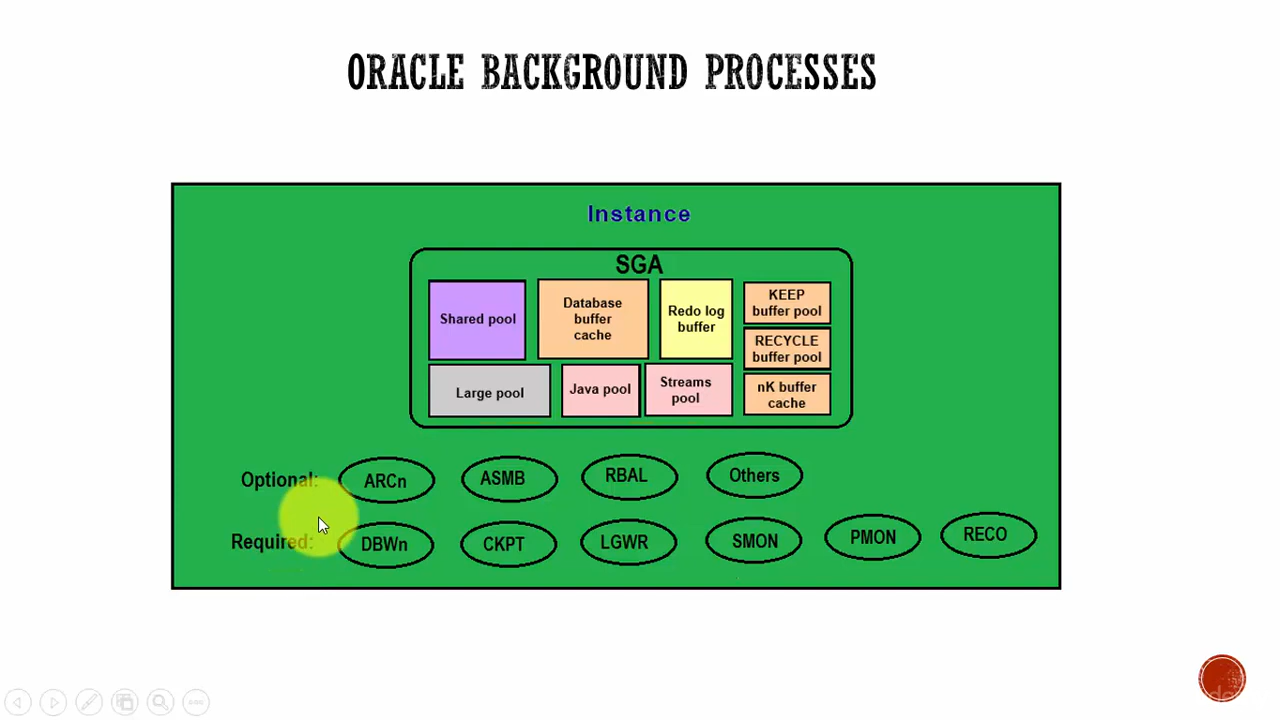 ORACLE BACKGROUND PROCESSES
Instance
SGA
Shared pool
Database
buffer
cache
Redo log
buffer
KEEP
buffer pool
RECYCLE
buffer pool
nK buffer
cache
Large pool
Java pool
Streams
pool
Optional:
ARCn
ASMB
RBAL
Others
Required:
DBWn
CKPT
LGWR
SMON
PMON
RECO